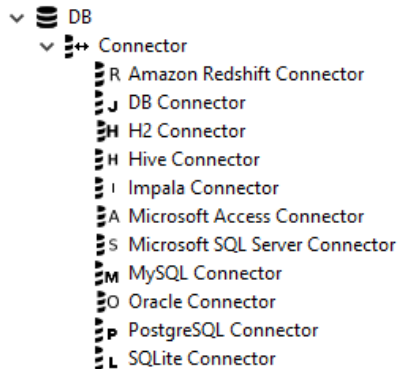 DB
Connector
R Amazon Redshift Connector
J DB Connector
H H2 Connector
H Hive Connector
I Impala Connector
A Microsoft Access Connector
S Microsoft SQL Server Connector
M MySQL Connector
O Oracle Connector
P PostgreSQL Connector
L SQLite Connector